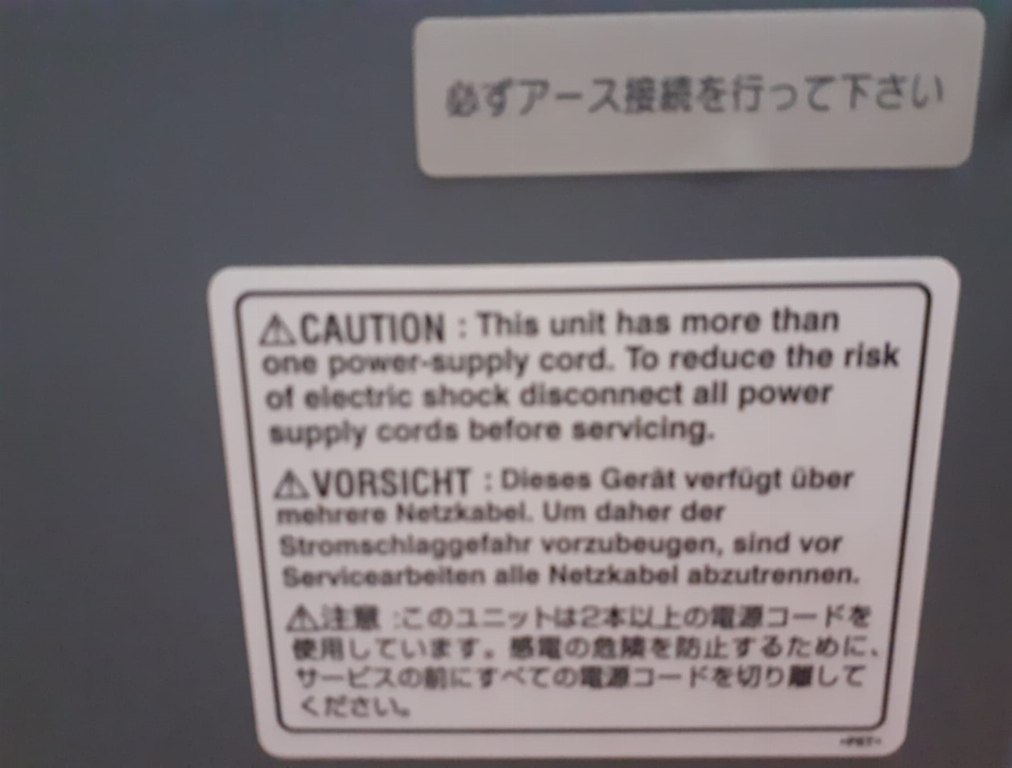 必ずアース接続を行って下さい
⚠CAUTION : This unit has more than
one power-supply cord. To reduce the risk
of electric shock disconnect all power
supply cords before servicing.
⚠VORSICHT : Dieses Gerät verfügt über
mehrere Netzkabel. Um daher der
Stromschlaggefahr vorzubeugen, sind vor
Servicearbeiten alle Netzkabel abzutrennen.
⚠注意 :このユニットは2本以上の電源コードを
使用しています。感電の危険を防止するために、
サービスの前にすべての電源コードを切り離して
ください。